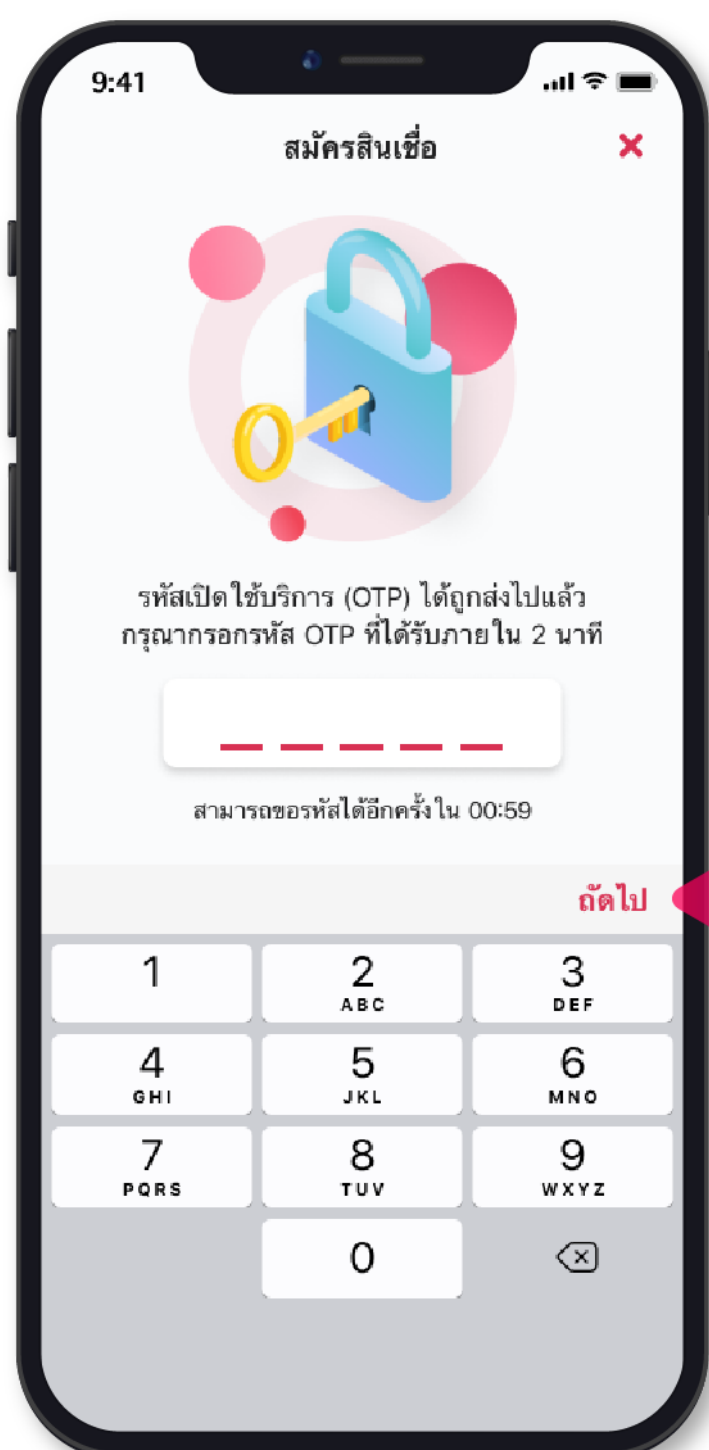 9:41
สมัครสินเชื่อ
รหัสเปิดใช้บริการ (OTP) ได้ถูกส่งไปแล้ว
กรุณากรอกรหัส OTP ที่ได้รับภายใน 2 นาที
สามารถขอรหัสได้อีกครั้งใน 00:59
ถัดไป
1 2 3
ABC DEF
4 5 6
GHI JKL MNO
7 8 9
PQRS TUV WXYZ
0